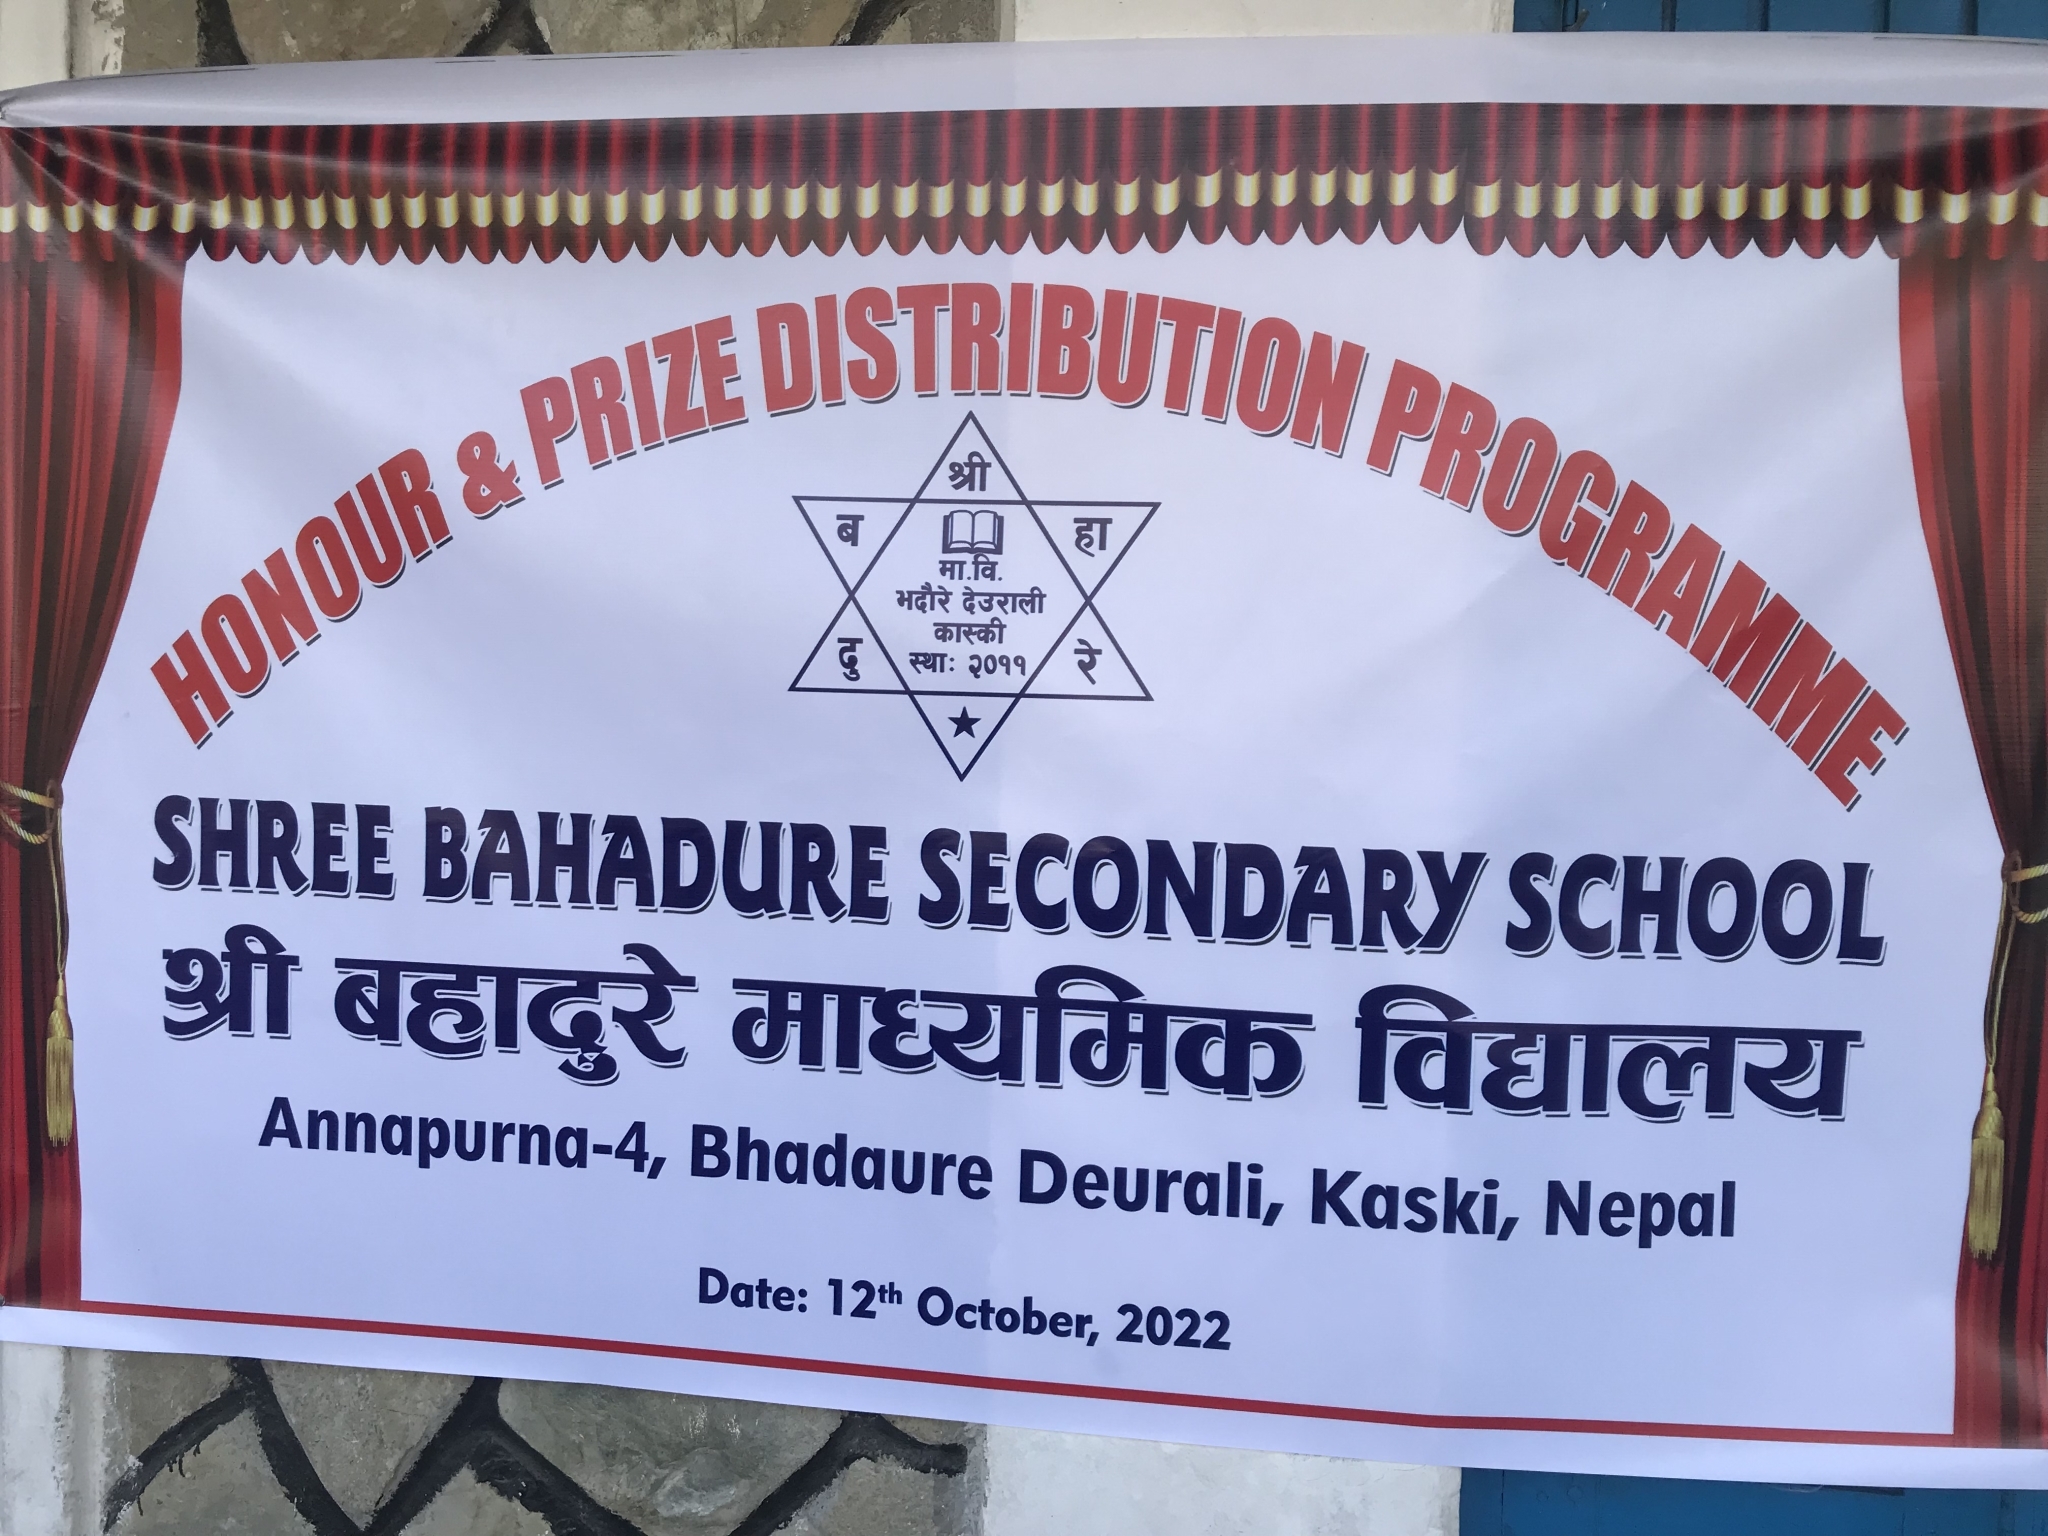 HONOUR & PRIZE DISTRIBUTION PROGRAMME
श्री
ब हा
मा.वि.
भदौरे देउराली
कास्की
दु स्था: २०११ रे
SHREE BAHADURE SECONDARY SCHOOL
श्री बहादुरे माध्यमिक विद्यालय
Annapurna-4, Bhadaure Deurali, Kaski, Nepal
Date: 12th October, 2022